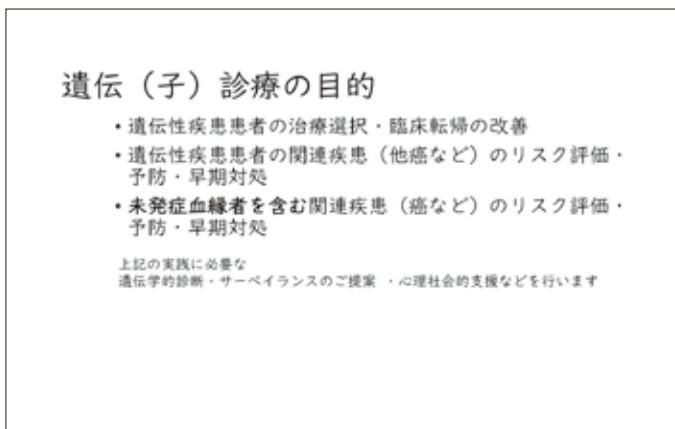 遺伝（子）診療の目的
・遺伝性疾患患者の治療選択・臨床転帰の改善
・遺伝性疾患患者の関連疾患（他癌など）のリスク評価・
予防・早期対処
・未発症血縁者を含む関連疾患（癌など）のリスク評価・
予防・早期対処
上記の実践に必要な
遺伝学的診断・サーベイランスのご提案 ・心理社会的支援などを行います